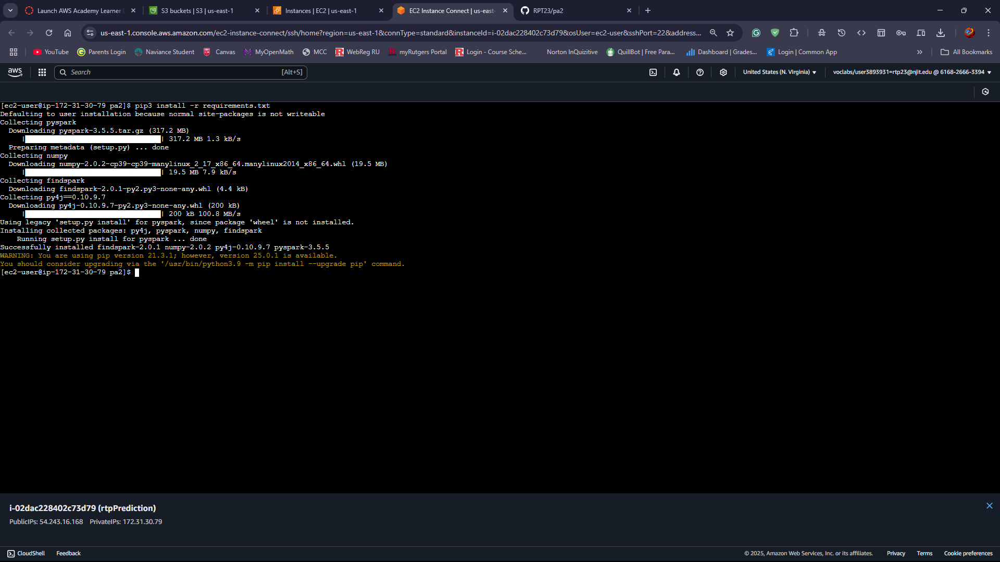 Launch AWS Academy Learner
S3 buckets | S3 | us-east-1
Instances | EC2 | us-east-1
EC2 Instance Connect | us-east-
RPT23/pa2
us-east-1.console.aws.amazon.com/ec2-instance-connect/ssh/home?region=us-east-1&connType=standard&instanceId=i-02dac228402c73d79&osUser=ec2-user&sshPort=22&address...
YouTube
Parents Login
Naviance Student
Canvas
MyOpenMath
MCC
WebReg RU
myRutgers Portal
Login - Course Sche...
Norton InQuizitive
QuillBot | Free Para...
Dashboard | Grades...
Login | Common App
All Bookmarks
aws
Search
[Alt+S]
United States (N. Virginia)
voclabs/user3893931=rtp23@njit.edu @ 6168-2666-3394
[ec2-user@ip-172-31-30-79 pa2]$ pip3 install -r requirements.txt
Defaulting to user installation because normal site-packages is not writeable
Collecting pyspark
Downloading pyspark-3.5.5.tar.gz (317.2 MB)
| | 317.2 MB 1.3 kB/s
Preparing metadata (setup.py) ... done
Collecting numpy
Downloading numpy-2.0.2-cp39-cp39-manylinux_2_17_x86_64.manylinux2014_x86_64.whl (19.5 MB)
| | 19.5 MB 7.9 kB/s
Collecting findspark
Downloading findspark-2.0.1-py2.py3-none-any.whl (4.4 kB)
Collecting py4j==0.10.9.7
Downloading py4j-0.10.9.7-py2.py3-none-any.whl (200 kB)
| | 200 kB 100.8 MB/s
Using legacy 'setup.py install' for pyspark, since package 'wheel' is not installed.
Installing collected packages: py4j, pyspark, numpy, findspark
Running setup.py install for pyspark ... done
Successfully installed findspark-2.0.1 numpy-2.0.2 py4j-0.10.9.7 pyspark-3.5.5
WARNING: You are using pip version 21.3.1; however, version 25.0.1 is available.
You should consider upgrading via the '/usr/bin/python3.9 -m pip install --upgrade pip' command.
[ec2-user@ip-172-31-30-79 pa2]$
i-02dac228402c73d79 (rtpPrediction)
PublicIPs: 54.243.16.168 PrivateIPs: 172.31.30.79
CloudShell
Feedback
© 2025, Amazon Web Services, Inc. or its affiliates.
Privacy
Terms
Cookie preferences